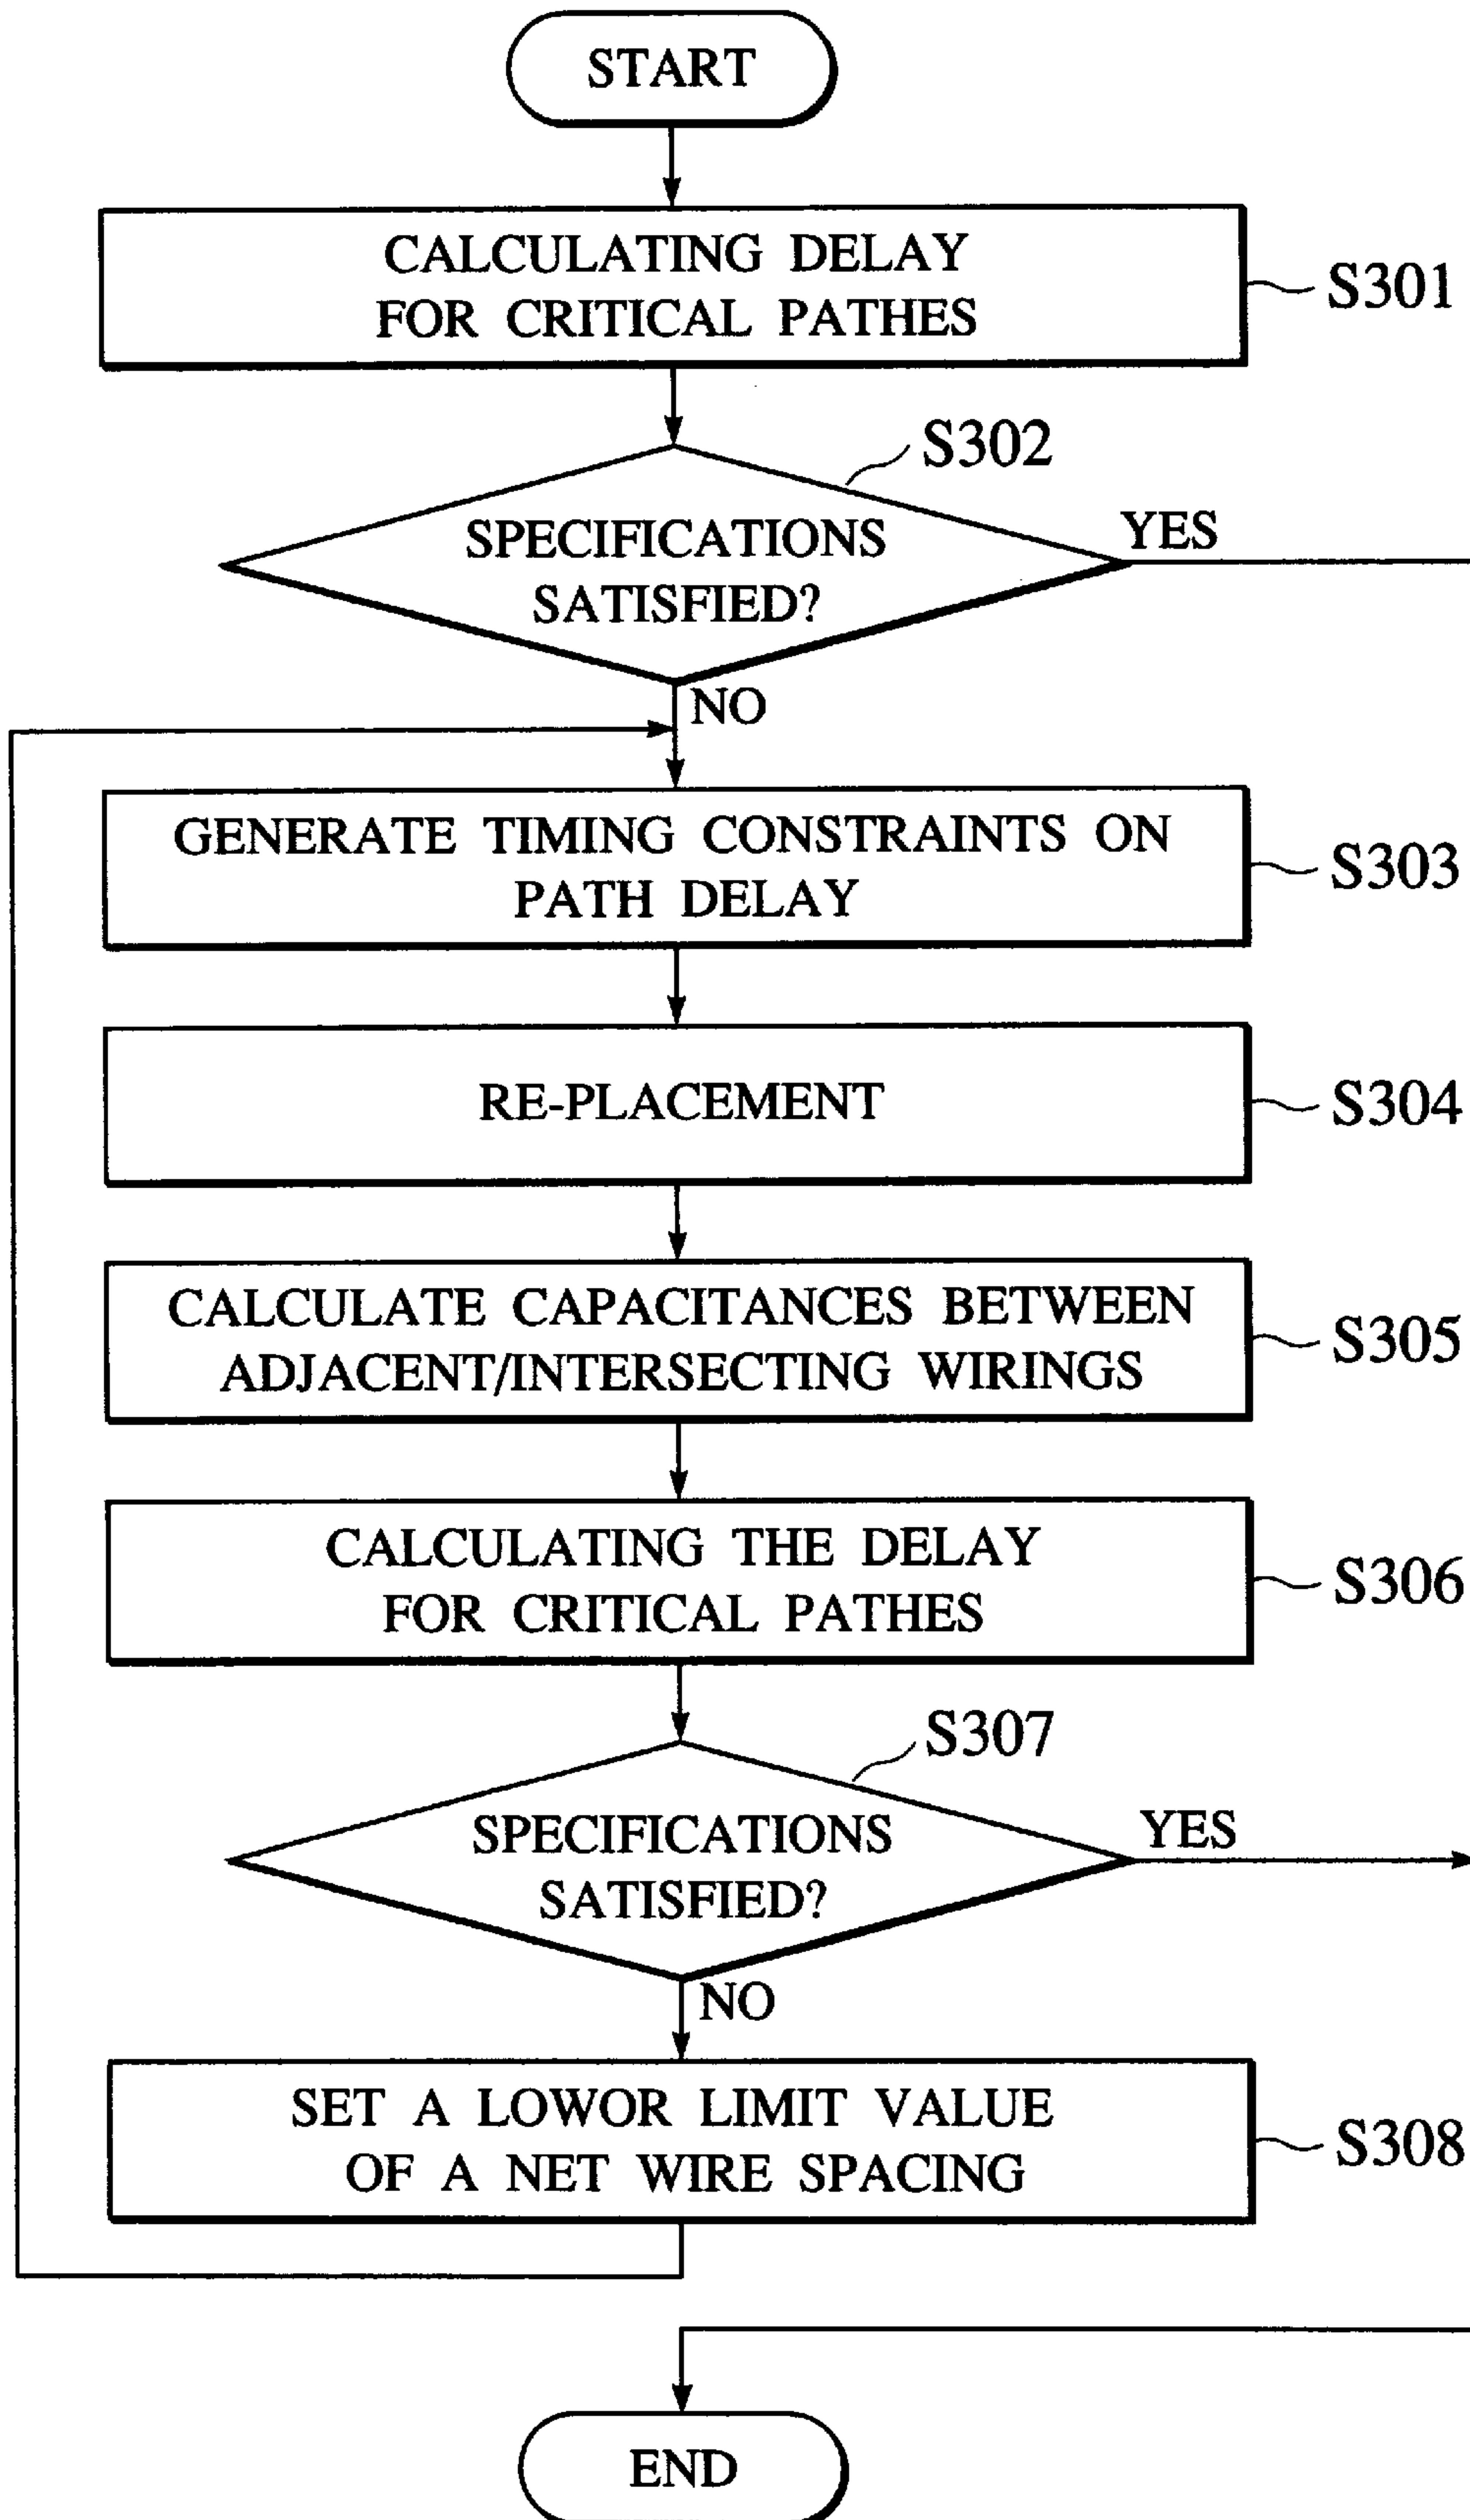 START
CALCULATING DELAY
FOR CRITICAL PATHES
S301
S302
SPECIFICATIONS
SATISFIED?
YES
NO
GENERATE TIMING CONSTRAINTS ON
PATH DELAY
S303
RE-PLACEMENT
S304
CALCULATE CAPACITANCES BETWEEN
ADJACENT/INTERSECTING WIRINGS
S305
CALCULATING THE DELAY
FOR CRITICAL PATHES
S306
S307
SPECIFICATIONS
SATISFIED?
YES
NO
SET A LOWOR LIMIT VALUE
OF A NET WIRE SPACING
S308
END